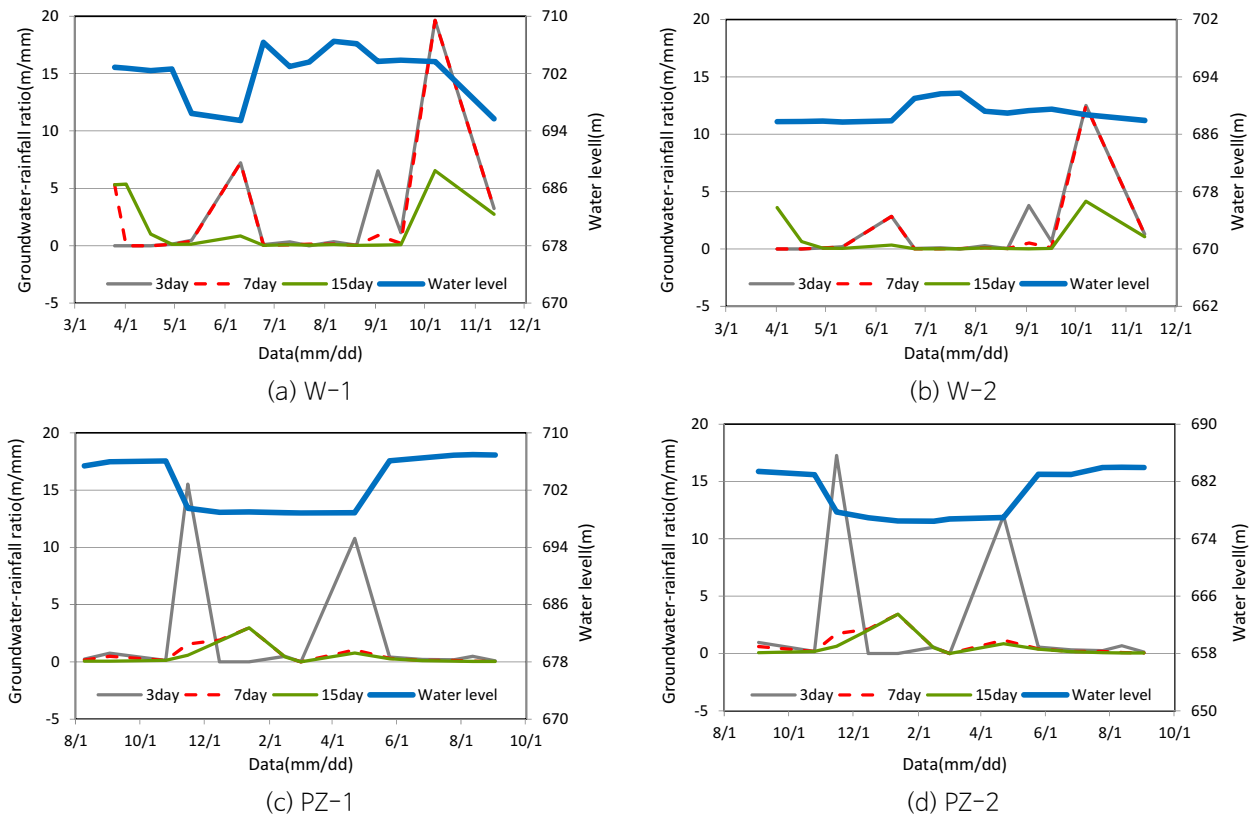 Groundwater-rainfall ratio(m/mm)
20
15
10
5
0
-5
710
702
694
686
678
670
Water levell(m)
3day 7day 15day Water level
3/1 4/1 5/1 6/1 7/1 8/1 9/1 10/1 11/1 12/1
Data(mm/dd)
(a) W-1
Groundwater-rainfall ratio(m/mm)
20
15
10
5
0
-5
702
694
686
678
670
662
Water levell(m)
3day 7day 15day Water level
3/1 4/1 5/1 6/1 7/1 8/1 9/1 10/1 11/1 12/1
Data(mm/dd)
(b) W-2
Groundwater-rainfall ratio(m/mm)
20
15
10
5
0
-5
710
702
694
686
678
670
Water levell(m)
3day 7day 15day Water level
8/1 10/1 12/1 2/1 4/1 6/1 8/1 10/1
Data(mm/dd)
(c) PZ-1
Groundwater-rainfall ratio(m/mm)
20
15
10
5
0
-5
690
682
674
666
658
650
Water levell(m)
3day 7day 15day Water level
8/1 10/1 12/1 2/1 4/1 6/1 8/1 10/1
Data(mm/dd)
(d) PZ-2